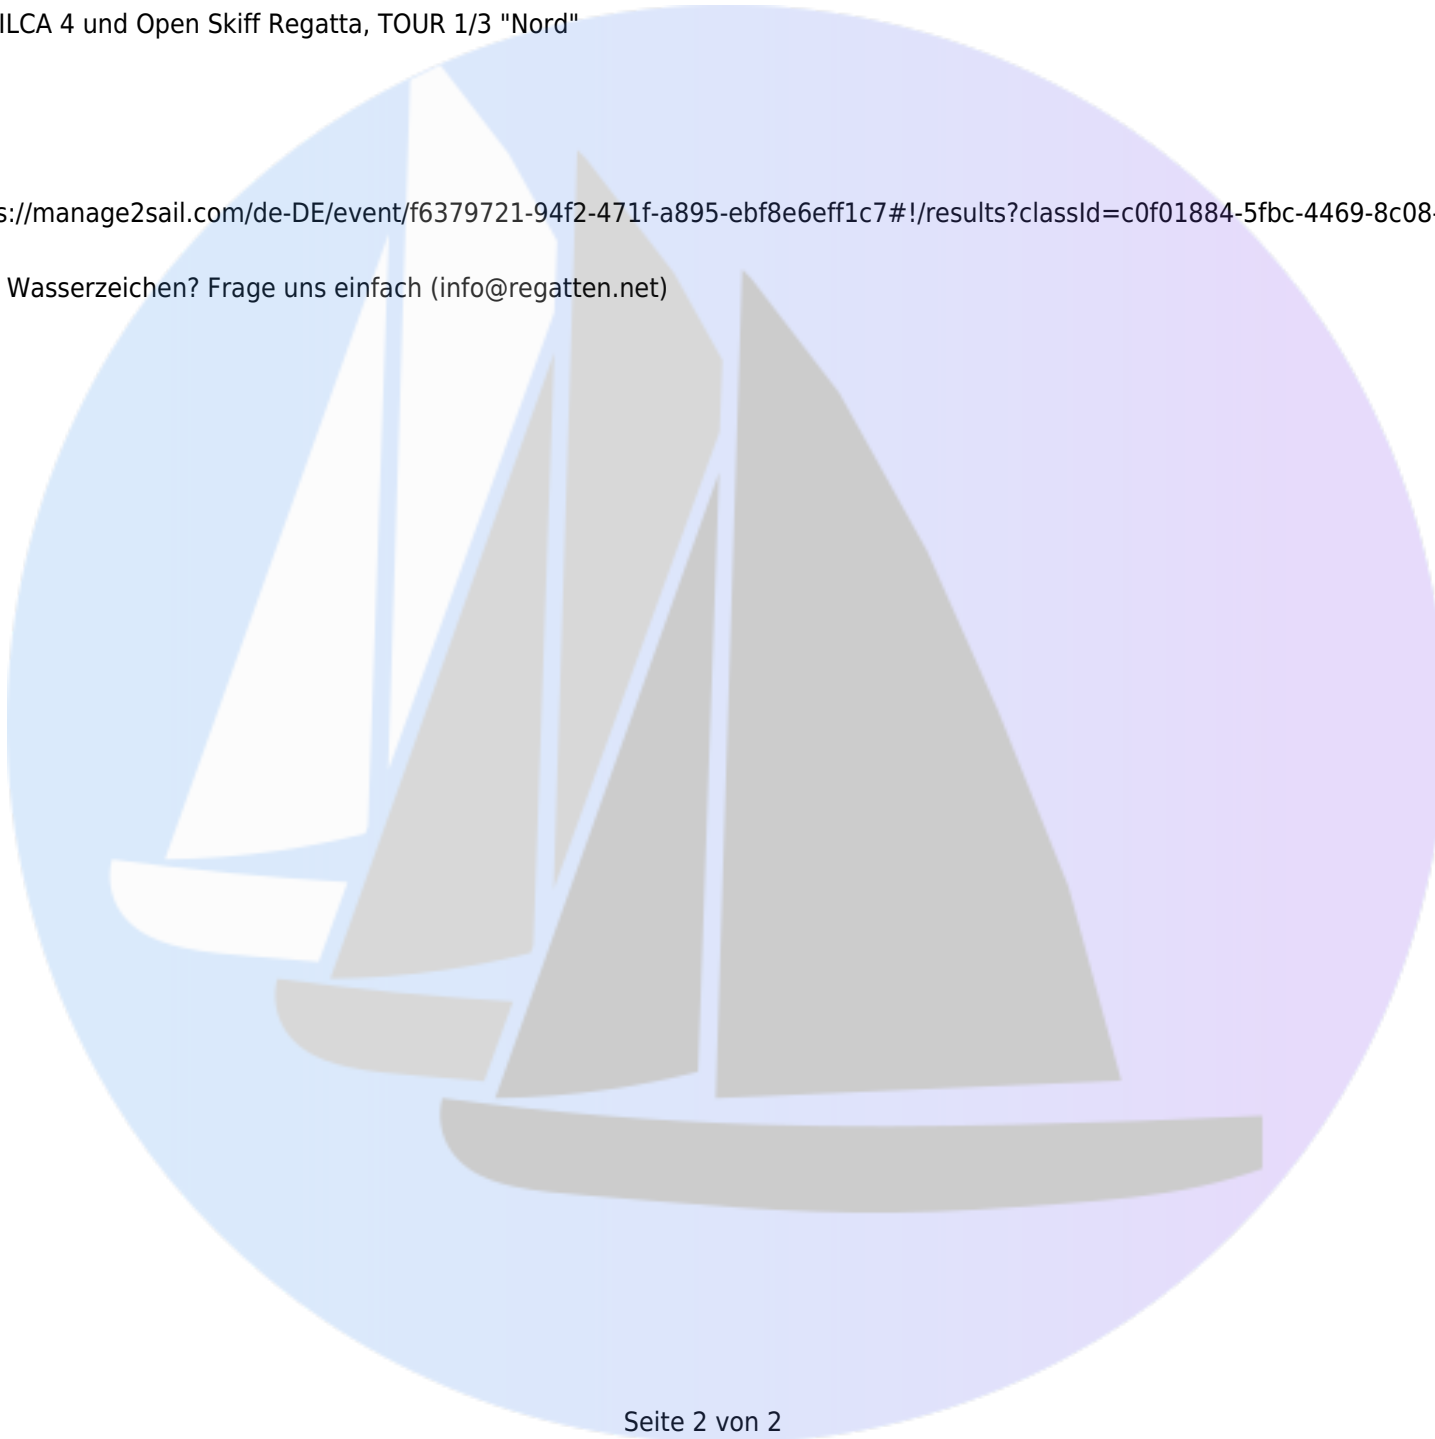 ILCA 4 und Open Skiff Regatta, TOUR 1/3 "Nord"
s://manage2sail.com/de-DE/event/f6379721-94f2-471f-a895-ebf8e6eff1c7#!/results?classId=c0f01884-5fbc-4469-8c08-
Wasserzeichen? Frage uns einfach (info@regatten.net)
Seite 2 von 2